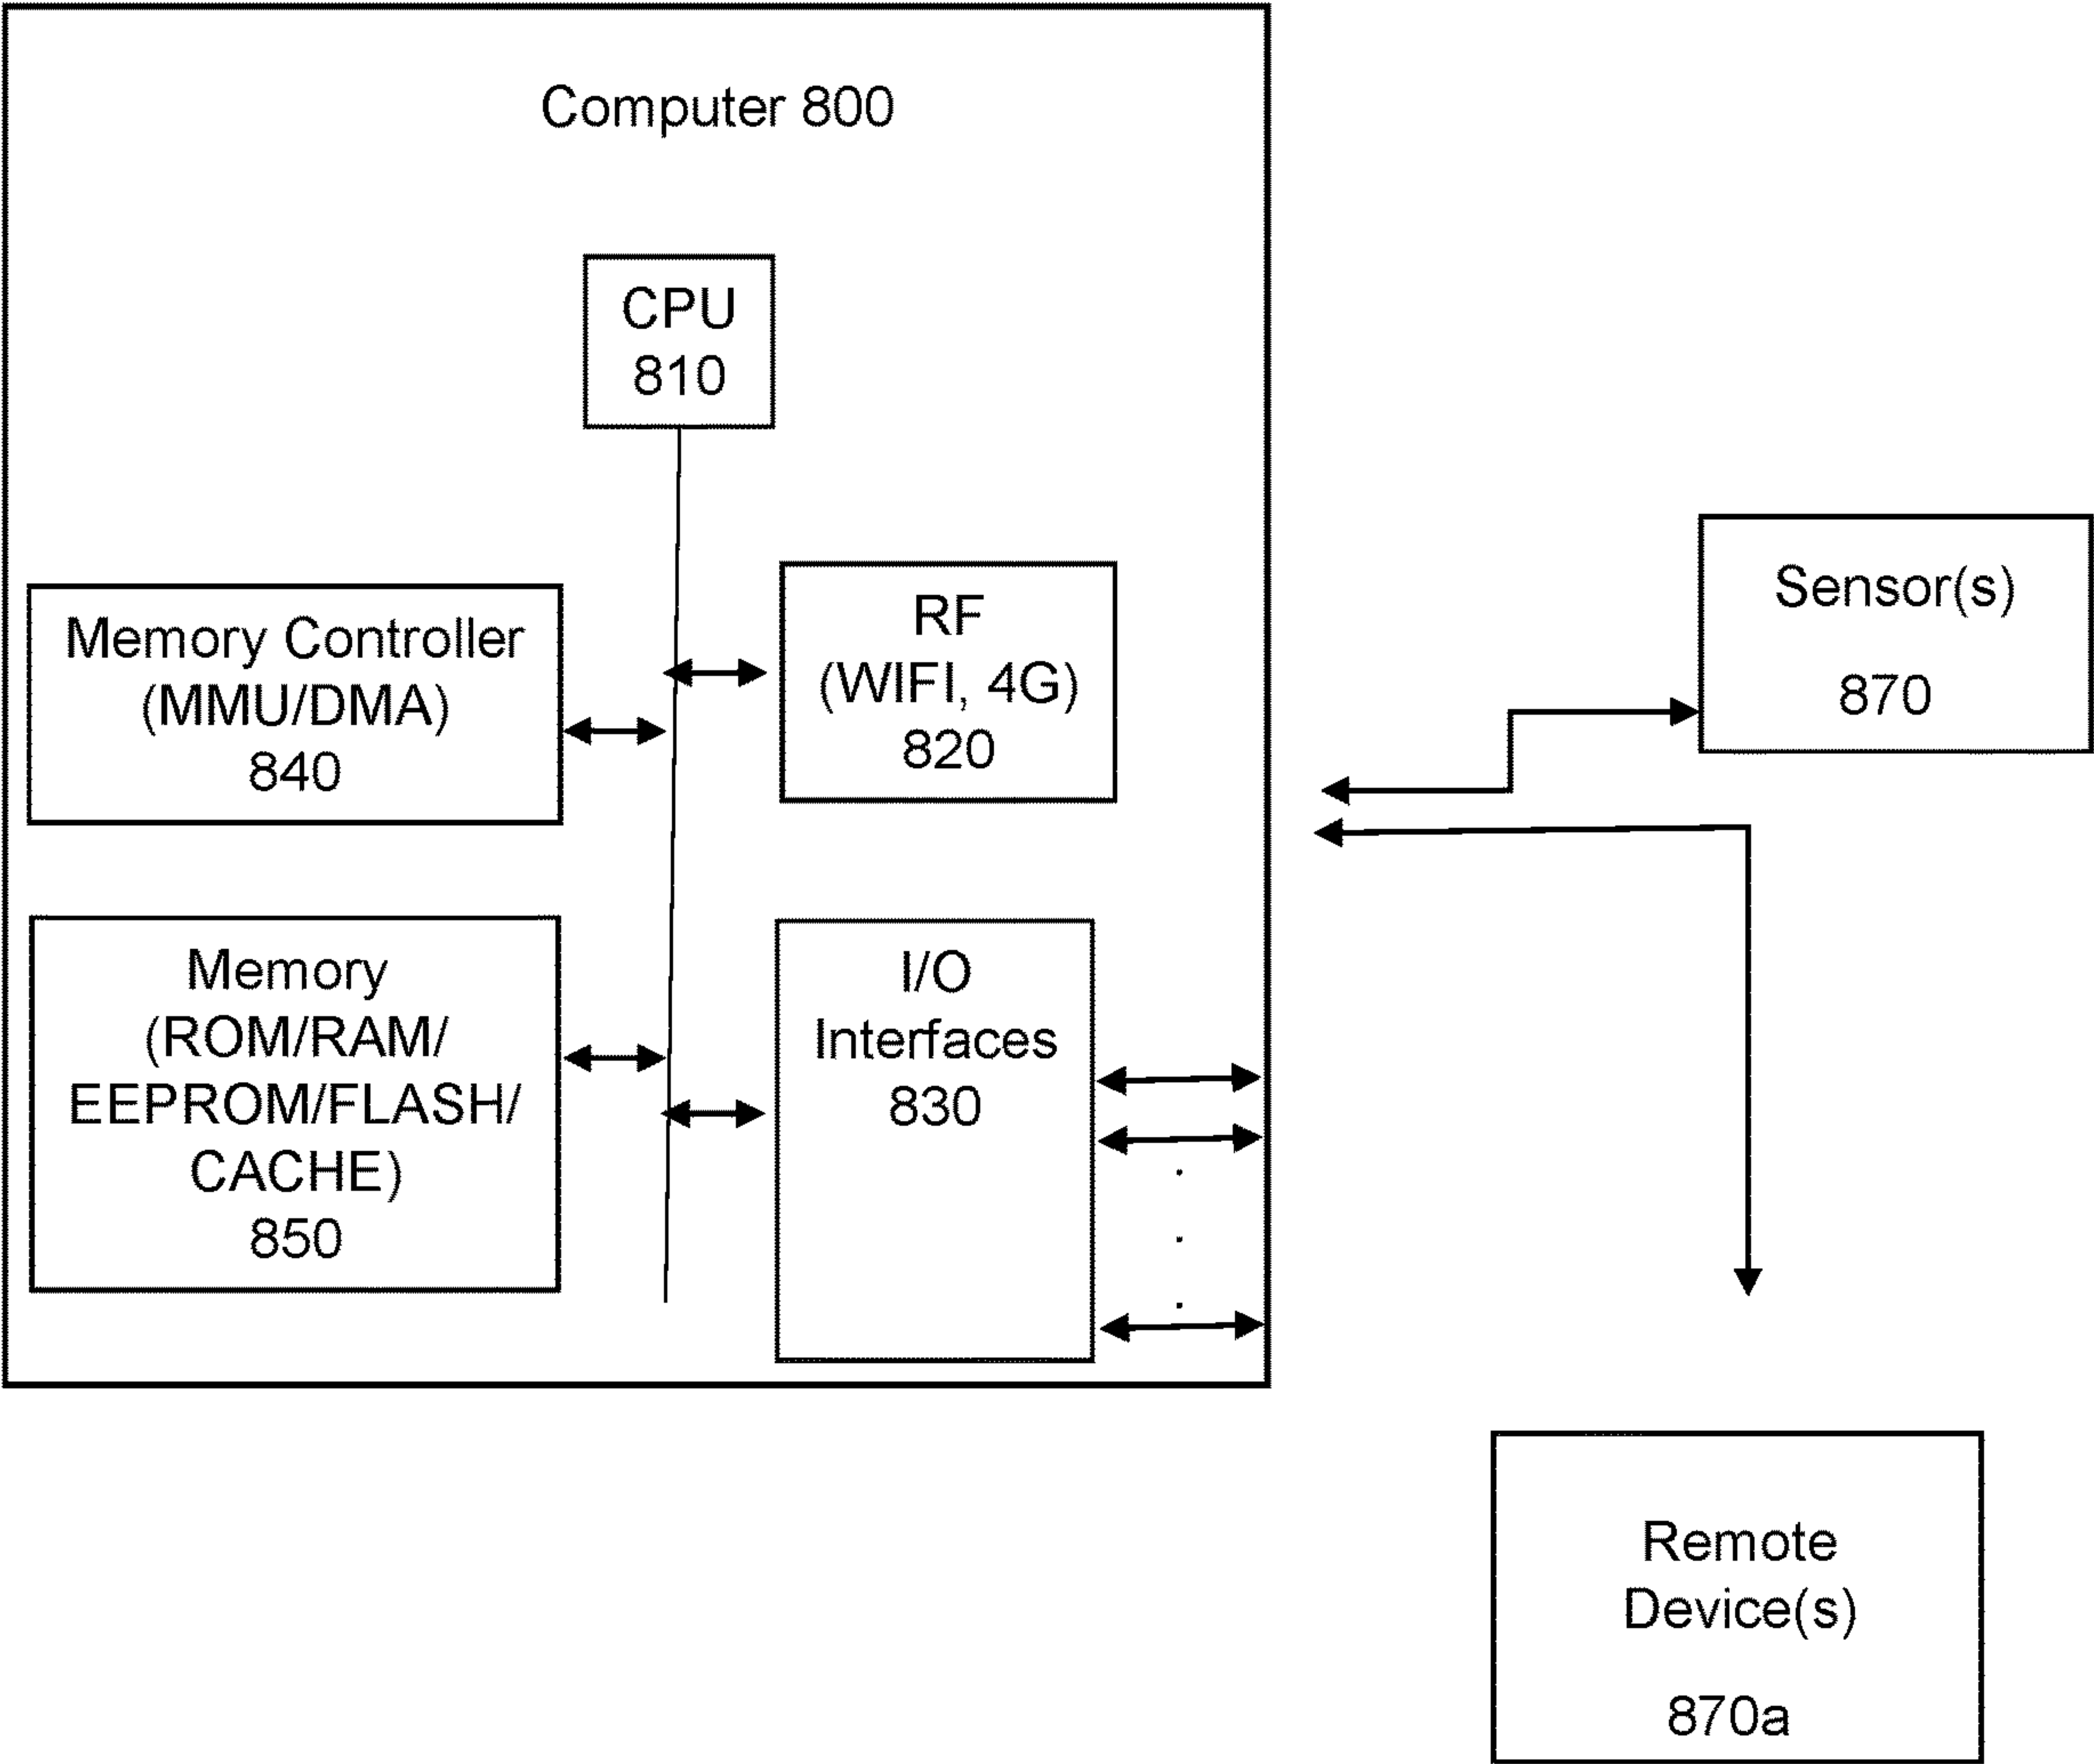 Computer 800
CPU
810
Memory Controller
(MMU/DMA)
840
RF
(WIFI, 4G)
820
Sensor(s)
870
Memory
(ROM/RAM/
EEPROM/FLASH/
CACHE)
850
I/O
Interfaces
830
Remote
Device(s)
870a